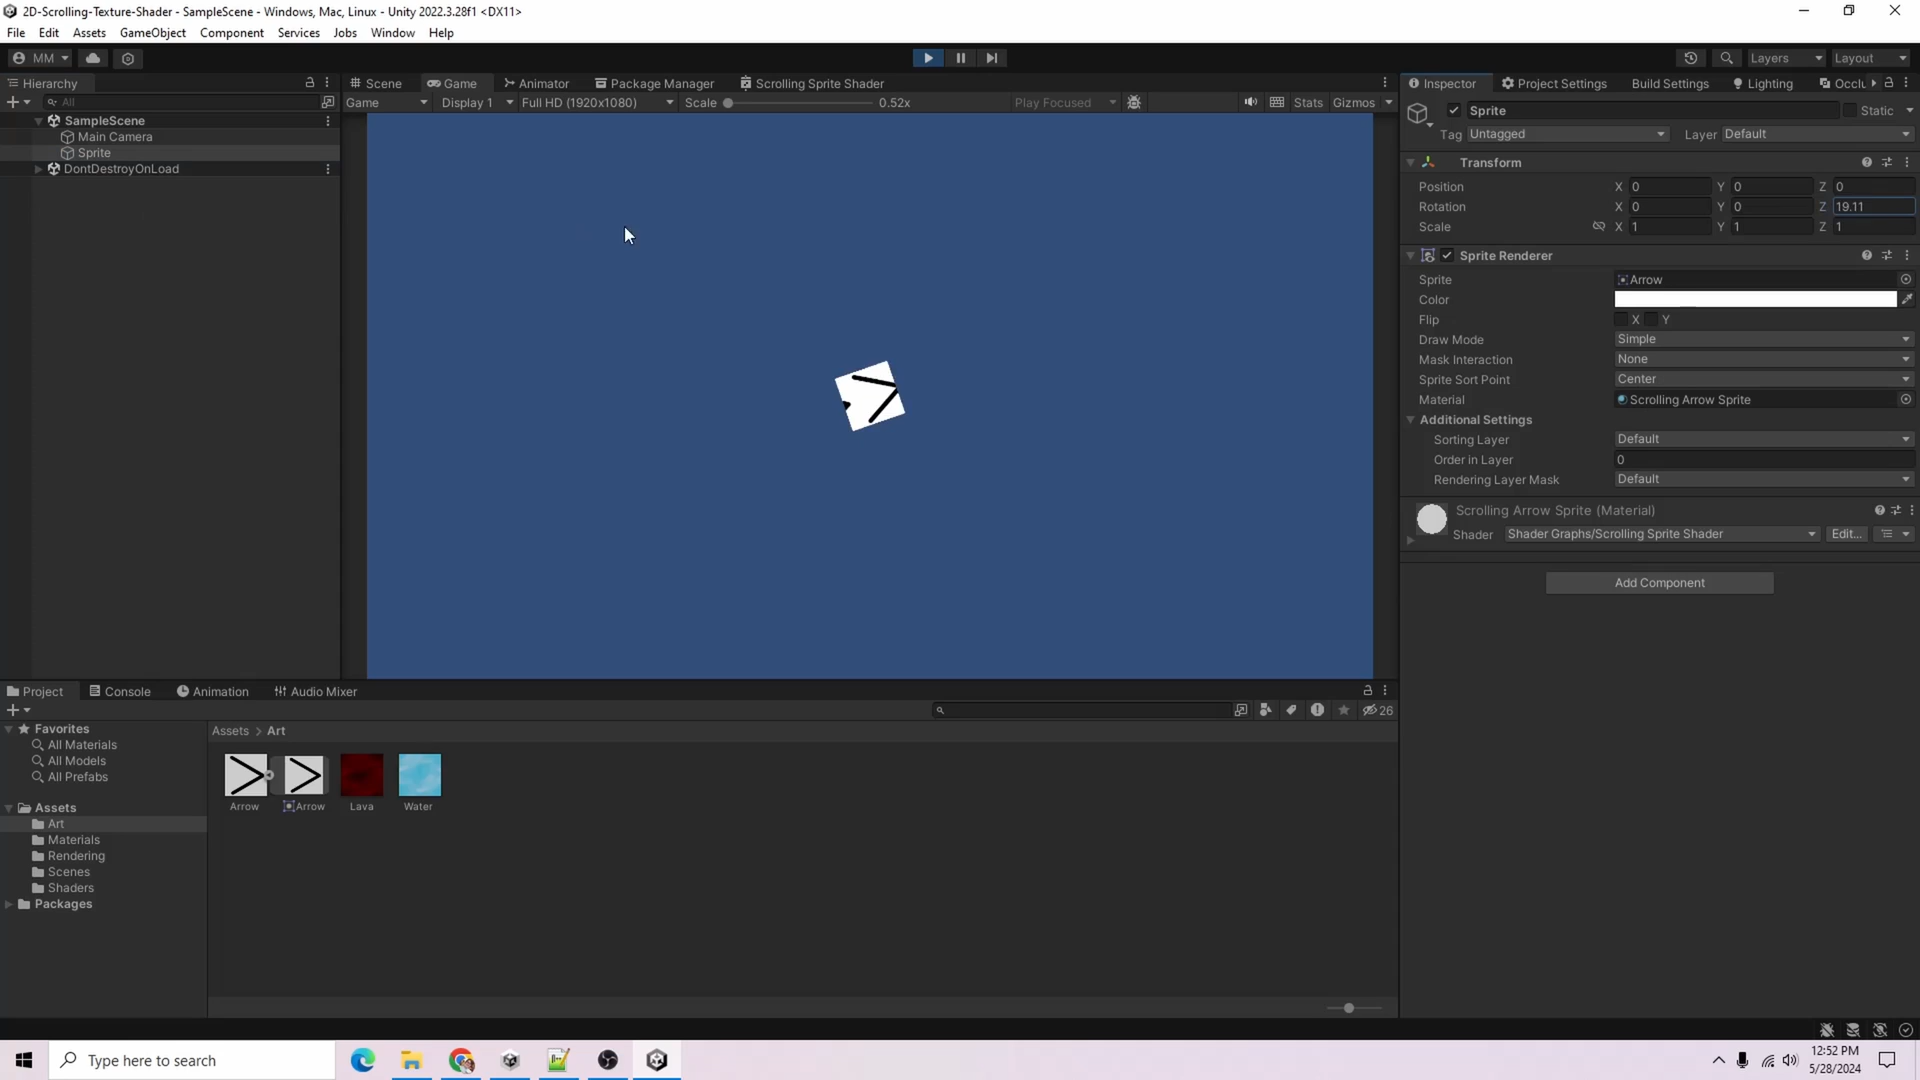 2D-Scrolling-Texture-Shader - SampleScene - Windows, Mac, Linux - Unity 2022.3.28f1 <DX11>
File Edit Assets GameObject Component Services Jobs Window Help
MM Layers Layout
Hierarchy Scene Game Animator Package Manager Scrolling Sprite Shader Inspector Project Settings Build Settings Lighting Occlu
All Game Display 1 Full HD (1920x1080) Scale 0.52x Play Focused Stats Gizmos
SampleScene
Main Camera
Sprite
DontDestroyOnLoad
Sprite Static
Tag Untagged Layer Default
Transform
Position X 0 Y 0 Z 0
Rotation X 0 Y 0 Z 19.11
Scale X 1 Y 1 Z 1
Sprite Renderer
Sprite Arrow
Color
Flip X Y
Draw Mode Simple
Mask Interaction None
Sprite Sort Point Center
Material Scrolling Arrow Sprite
Additional Settings
Sorting Layer Default
Order in Layer 0
Rendering Layer Mask Default
Scrolling Arrow Sprite (Material)
Shader Shader Graphs/Scrolling Sprite Shader Edit...
Add Component
Project Console Animation Audio Mixer
26
Favorites
All Materials
All Models
All Prefabs
Assets
Art
Materials
Rendering
Scenes
Shaders
Packages
Assets > Art
Arrow Arrow Lava Water
Type here to search
12:52 PM
5/28/2024